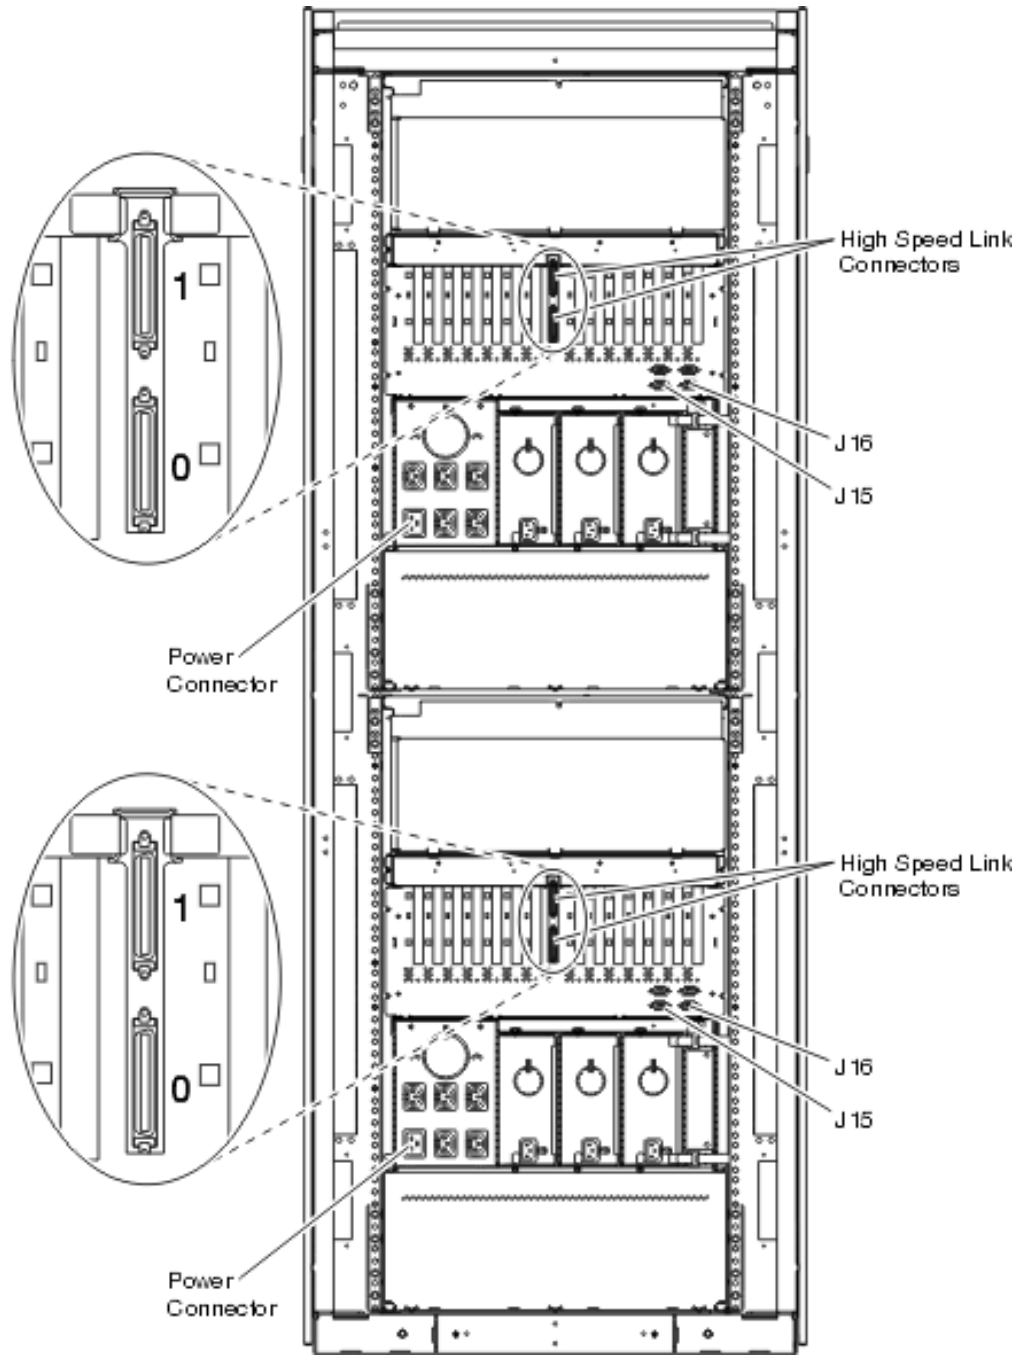 High Speed Link
Connectors
1
0
J16
J15
Power
Connector
High Speed Link
Connectors
1
0
J16
J15
Power
Connector